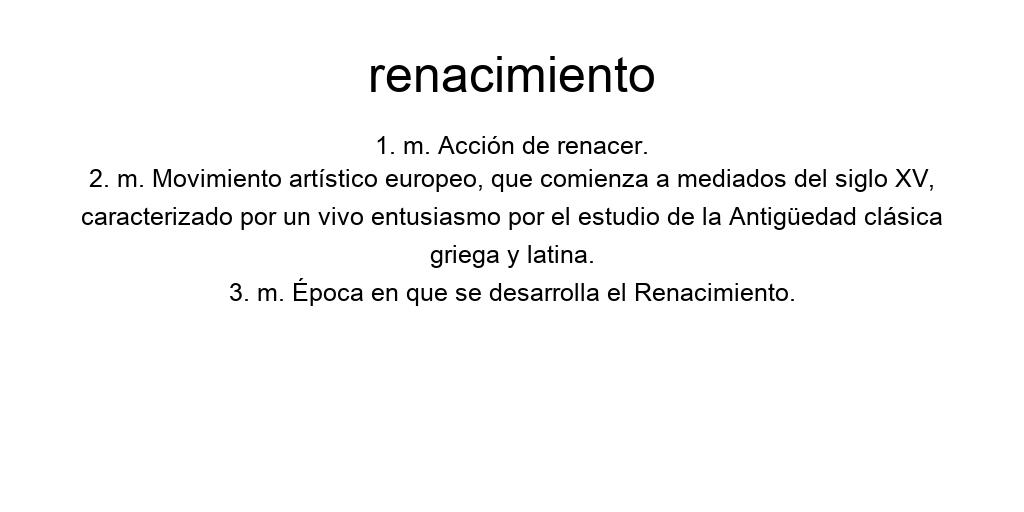 renacimiento
1. m. Acción de renacer.
2. m. Movimiento artístico europeo, que comienza a mediados del siglo XV,
caracterizado por un vivo entusiasmo por el estudio de la Antigüedad clásica
griega y latina.
3. m. Época en que se desarrolla el Renacimiento.